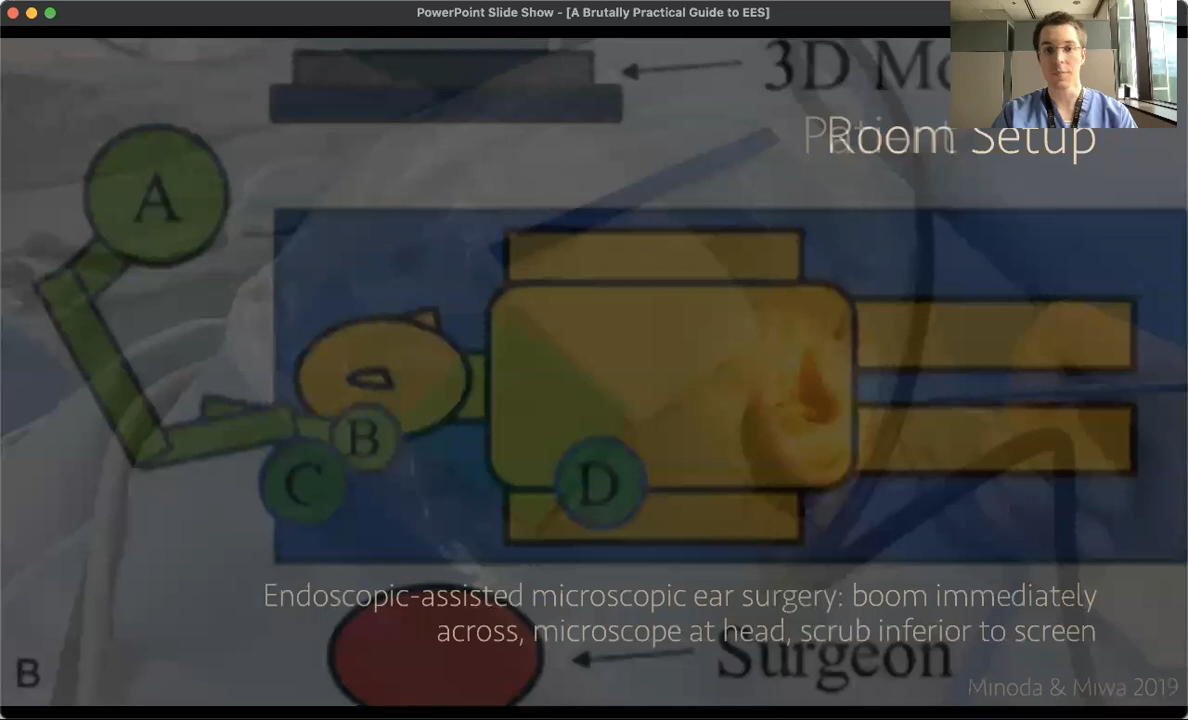 PowerPoint Slide Show - [A Brutally Practical Guide to EES]
3D Mo
Room Setup
A
B
C
D
Endoscopic-assisted microscopic ear surgery: boom immediately
across, microscope at head, scrub inferior to screen
Surgeon
B
Minoda & Miwa 2019